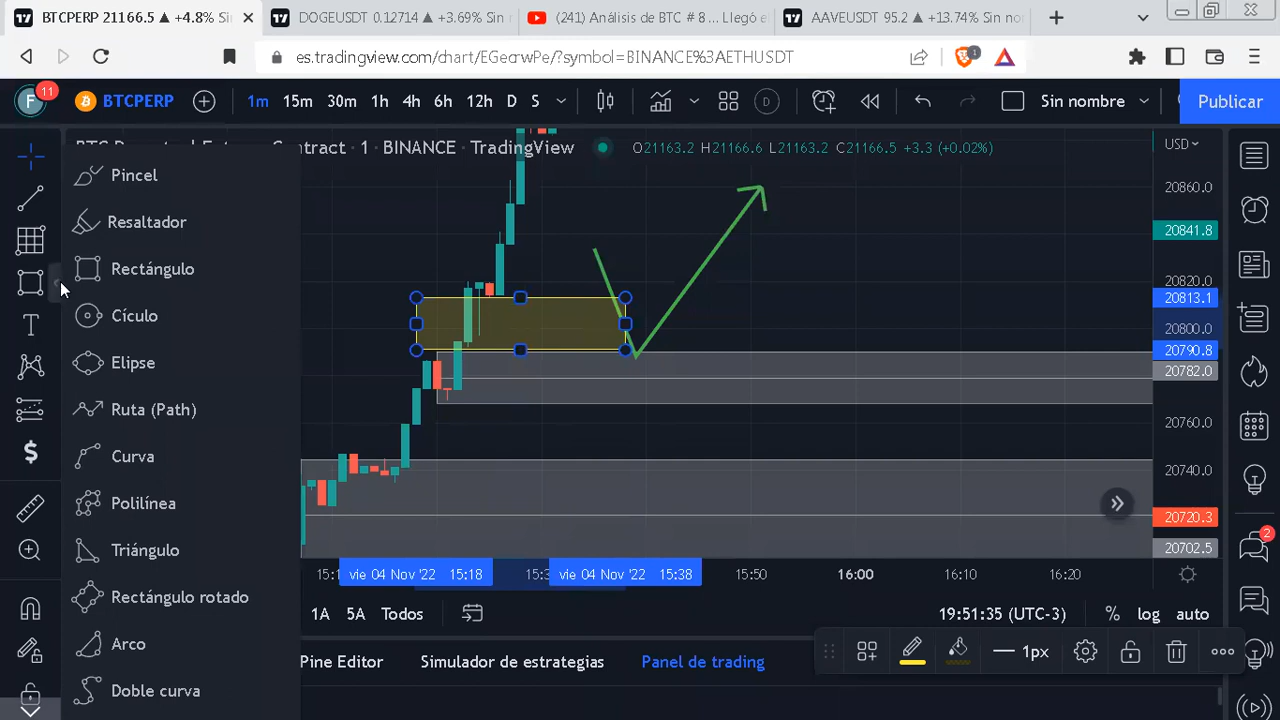 BTCPERP 21166.5 ▲ +4.8% Sin
DOGEUSDT 0.12714 ▲ +3.69% Sin n
(241) Análisis de BTC # 8 ... Llegó e
AAVEUSDT 95.2 ▲ +13.74% Sin no
es.tradingview.com/chart/EGecrwPe/?symbol=BINANCE%3AETHUSDT
1
F
11
BTCPERP
1m 15m 30m 1h 4h 6h 12h D S
D
Sin nombre
Publicar
Contract · 1 · BINANCE · TradingView
O21163.2 H21166.6 L21163.2 C21166.5 +3.3 (+0.02%)
USD
Pincel
Resaltador
Rectángulo
Cículo
Elipse
Ruta (Path)
Curva
Polilínea
Triángulo
Rectángulo rotado
Arco
Doble curva
20860.0
20841.8
20820.0
20813.1
20800.0
20790.8
20782.0
20760.0
20740.0
20720.3
20702.5
2
vie 04 Nov '22 15:18
vie 04 Nov '22 15:38
15:50
16:00
16:10
16:20
1A 5A Todos
19:51:35 (UTC-3)
% log auto
Pine Editor
Simulador de estrategias
Panel de trading
1px